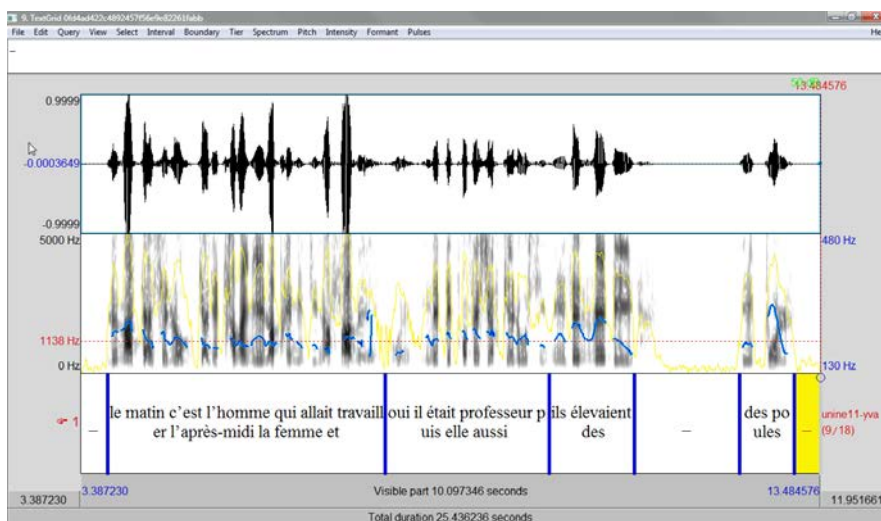 9. TextGrid 0fd4ad422c4892457f56e9e82261fabb
File Edit Query View Select Interval Boundary Tier Spectrum Pitch Intensity Formant Pulses He
–
13.484576
0.9999
-0.0003649
-0.9999
5000 Hz
480 Hz
1138 Hz
0 Hz
130 Hz
1
–
le matin c’est l’homme qui allait travaill
er l’après-midi la femme et
oui il était professeur p
uis elle aussi
ils élevaient
des
–
des po
ules
–
unine11-yva
(9/18)
3.387230
Visible part 10.097346 seconds
13.484576
3.387230
11.951661
Total duration 25.436236 seconds